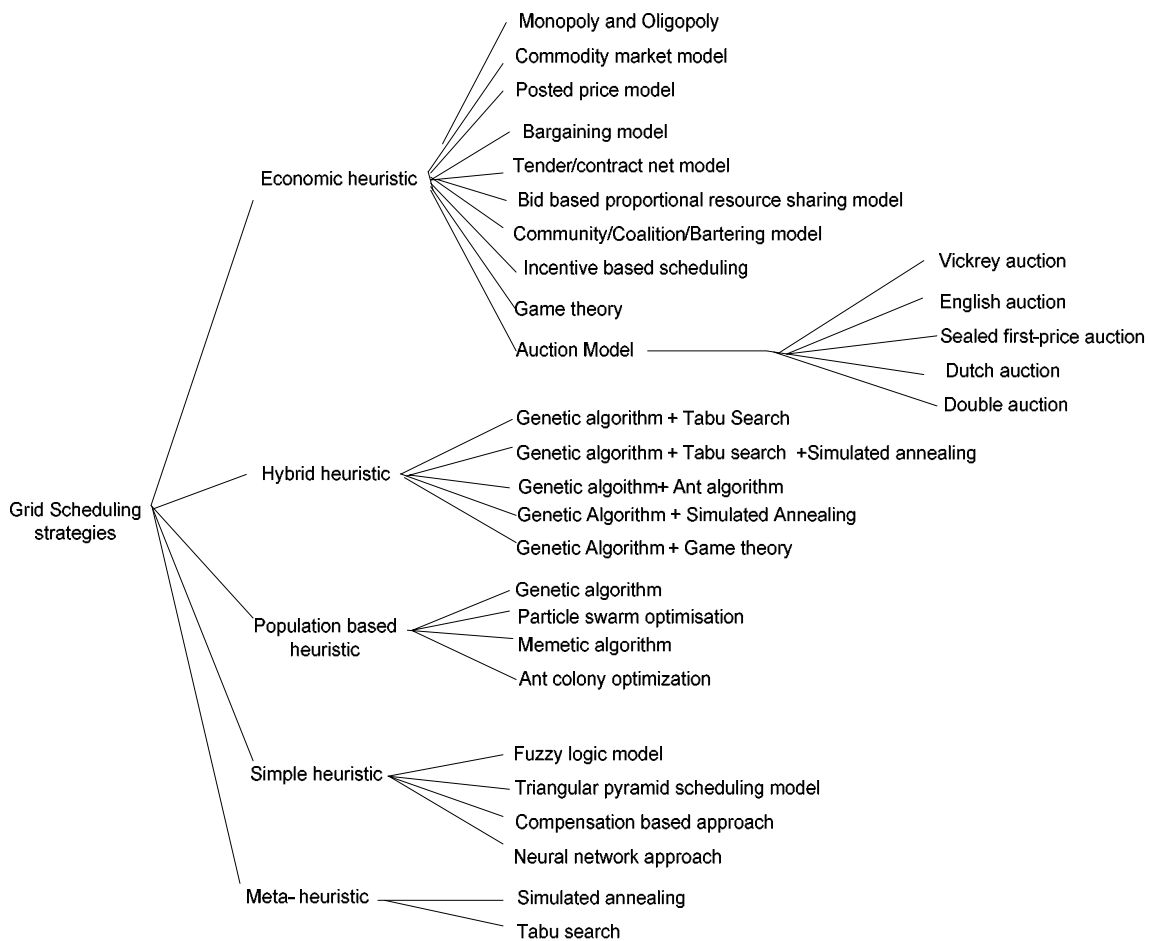 Monopoly and Oligopoly
Commodity market model
Posted price model
Bargaining model
Tender/contract net model
Economic heuristic
Bid based proportional resource sharing model
Community/Coalition/Bartering model
Incentive based scheduling
Game theory
Auction Model
Vickrey auction
English auction
Sealed first-price auction
Dutch auction
Double auction
Genetic algorithm + Tabu Search
Genetic algorithm + Tabu search +Simulated annealing
Hybrid heuristic
Genetic algoithm+ Ant algorithm
Genetic Algorithm + Simulated Annealing
Genetic Algorithm + Game theory
Grid Scheduling
strategies
Genetic algorithm
Particle swarm optimisation
Population based
heuristic
Memetic algorithm
Ant colony optimization
Fuzzy logic model
Simple heuristic
Triangular pyramid scheduling model
Compensation based approach
Neural network approach
Meta- heuristic
Simulated annealing
Tabu search